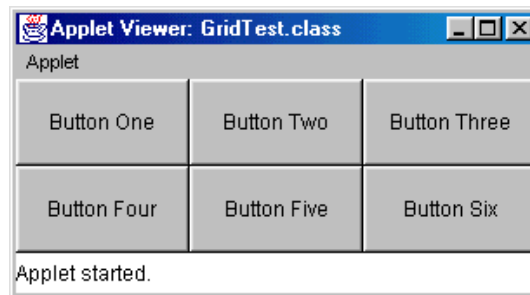 Applet Viewer: GridTest.class
Applet
Button One Button Two Button Three
Button Four Button Five Button Six
Applet started.